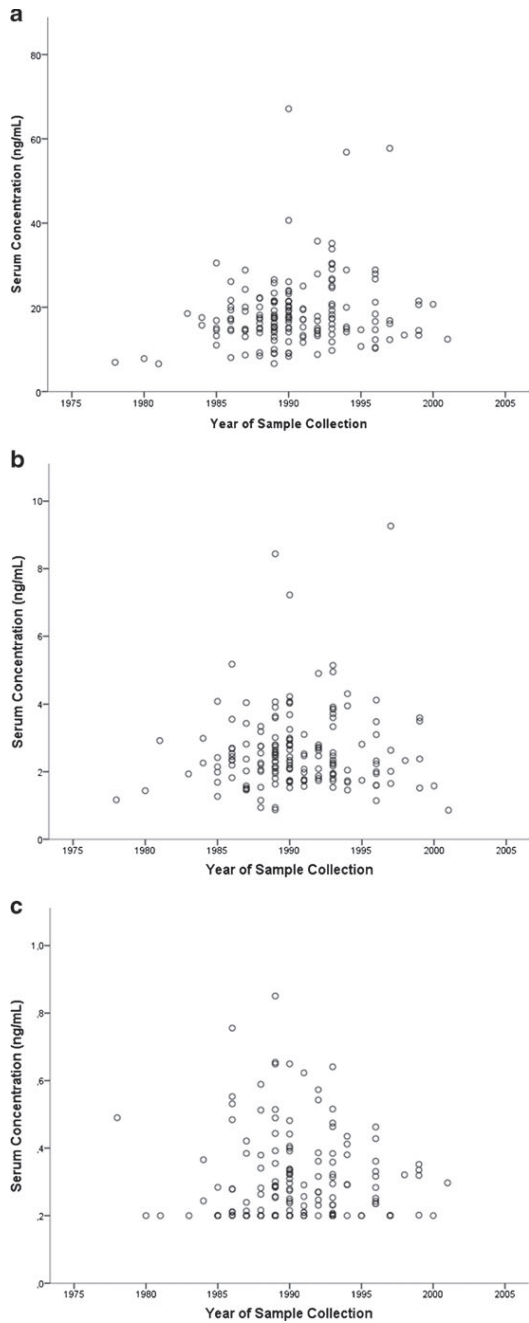 a
80
60
40
20
0
Serum Concentration (ng/mL)
1975 1980 1985 1990 1995 2000 2005
Year of Sample Collection
b
10
8
6
4
2
0
Serum Concentration (ng/mL)
1975 1980 1985 1990 1995 2000 2005
Year of Sample Collection
c
1,0
,8
,6
,4
,2
,0
Serum Concentration (ng/mL)
1975 1980 1985 1990 1995 2000 2005
Year of Sample Collection